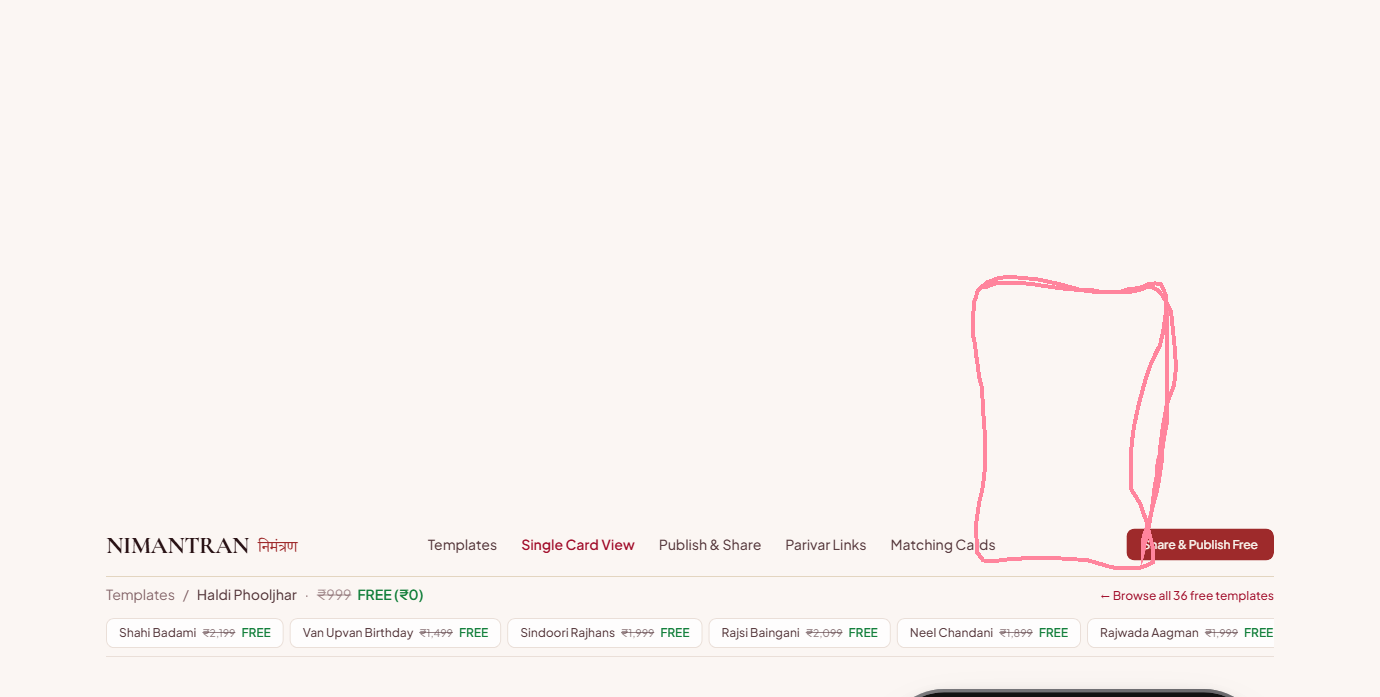 NIMANTRAN निमंत्रण Templates Single Card View Publish & Share Parivar Links Matching Cards Share & Publish Free
Templates / Haldi Phooljhar · ₹999 FREE (₹0) ← Browse all 36 free templates
Shahi Badami ₹2,199 FREE Van Upvan Birthday ₹1,499 FREE Sindoori Rajhans ₹1,999 FREE Rajsi Baingani ₹2,099 FREE Neel Chandani ₹1,899 FREE Rajwada Aagman ₹1,999 FREE